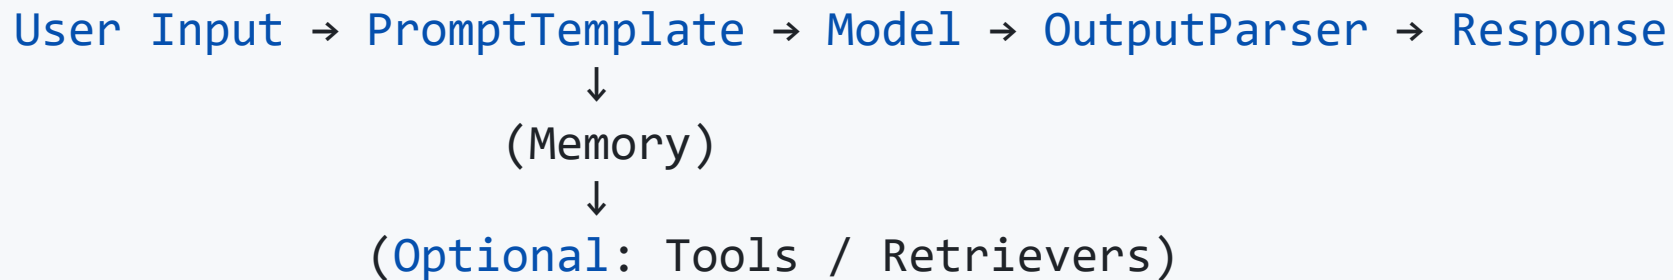 User Input → PromptTemplate → Model → OutputParser → Response
↓
(Memory)
↓
(Optional: Tools / Retrievers)